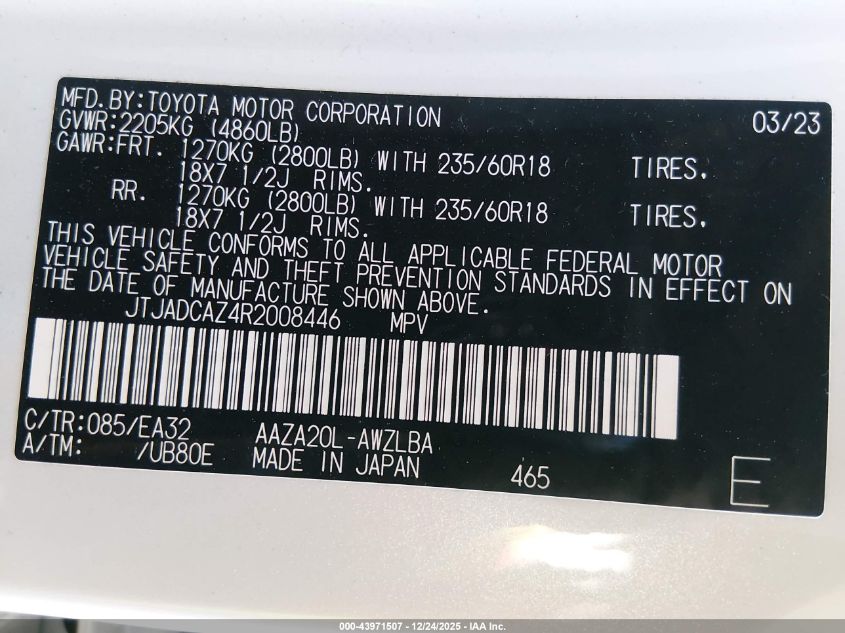 MFD.BY:TOYOTA MOTOR CORPORATION 03/23
GVWR:2205KG (4860LB)
GAWR:FRT. 1270KG (2800LB) WITH 235/60R18 TIRES.
18X7 1/2J RIMS.
RR. 1270KG (2800LB) WITH 235/60R18 TIRES.
18X7 1/2J RIMS.
THIS VEHICLE CONFORMS TO ALL APPLICABLE FEDERAL MOTOR
VEHICLE SAFETY AND THEFT PREVENTION STANDARDS IN EFFECT ON
THE DATE OF MANUFACTURE SHOWN ABOVE.
JTJADCAZ4R2008446 MPV
C/TR:085/EA32 AAZA20L-AWZLBA
A/TM: /UB80E MADE IN JAPAN 465 E
000-43971507 - 12/24/2025 - IAA Inc.